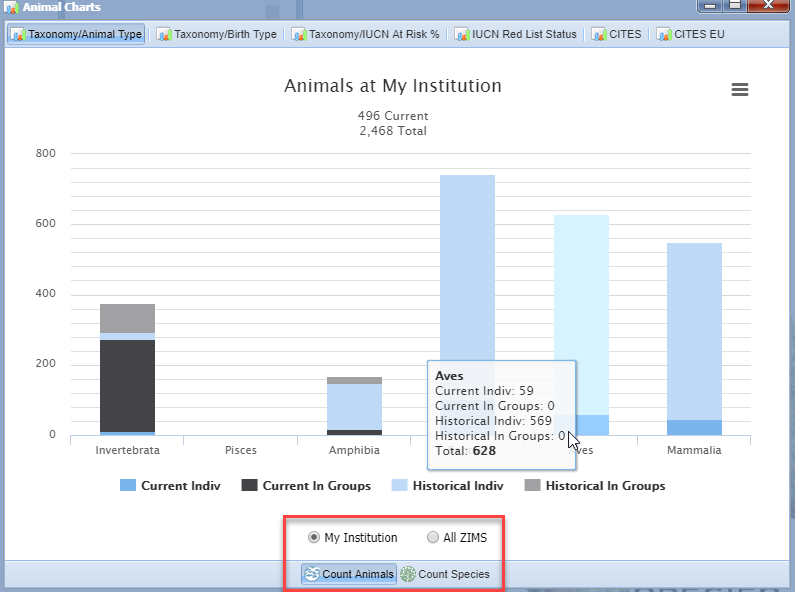 Animal Charts
Taxonomy/Animal Type Taxonomy/Birth Type Taxonomy/IUCN At Risk % IUCN Red List Status CITES CITES EU
Animals at My Institution
496 Current
2,468 Total
800
600
400
200
0
Aves
Current Indiv: 59
Current In Groups: 0
Historical Indiv: 569
Historical In Groups: 0
Total: 628
Invertebrata Pisces Amphibia Mammalia
Current Indiv Current In Groups Historical Indiv Historical In Groups
My Institution All ZIMS
Count Animals Count Species